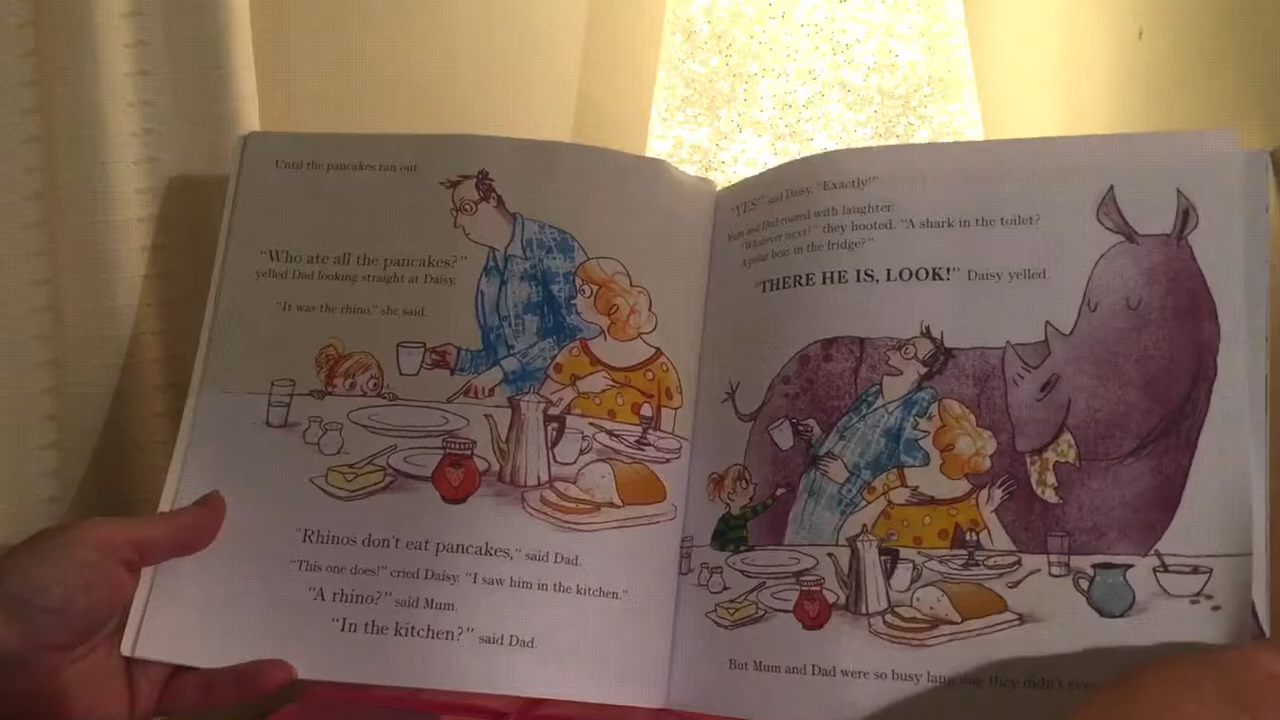 Until the pancakes ran out.
"Who ate all the pancakes?"
yelled Dad looking straight at Daisy.
"It was the rhino," she said.
"Rhinos don't eat pancakes," said Dad.
"This one does!" cried Daisy. "I saw him in the kitchen."
"A rhino?" said Mum.
"In the kitchen?" said Dad.
"YES!" said Daisy. "Exactly!"
Mum and Dad roared with laughter.
"Whatever next?" they hooted. "A shark in the toilet?
A polar bear in the fridge?"
"THERE HE IS, LOOK!" Daisy yelled.
But Mum and Dad were so busy laughing they didn't even